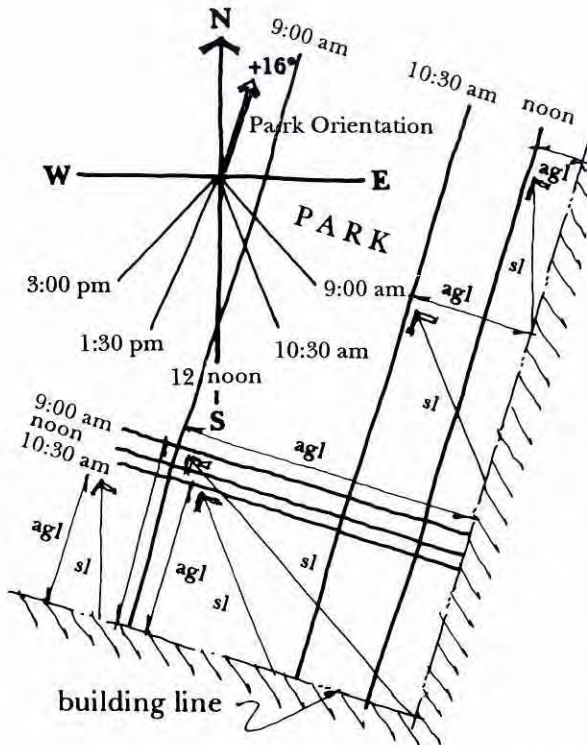 N
9:00 am
+16°
10:30 am
noon
Park Orientation
agl
W
E
PARK
sl
3:00 pm
9:00 am
agl
1:30 pm
10:30 am
12 noon
sl
S
9:00 am
noon
10:30 am
agl
agl
sl
agl
sl
sl
building line